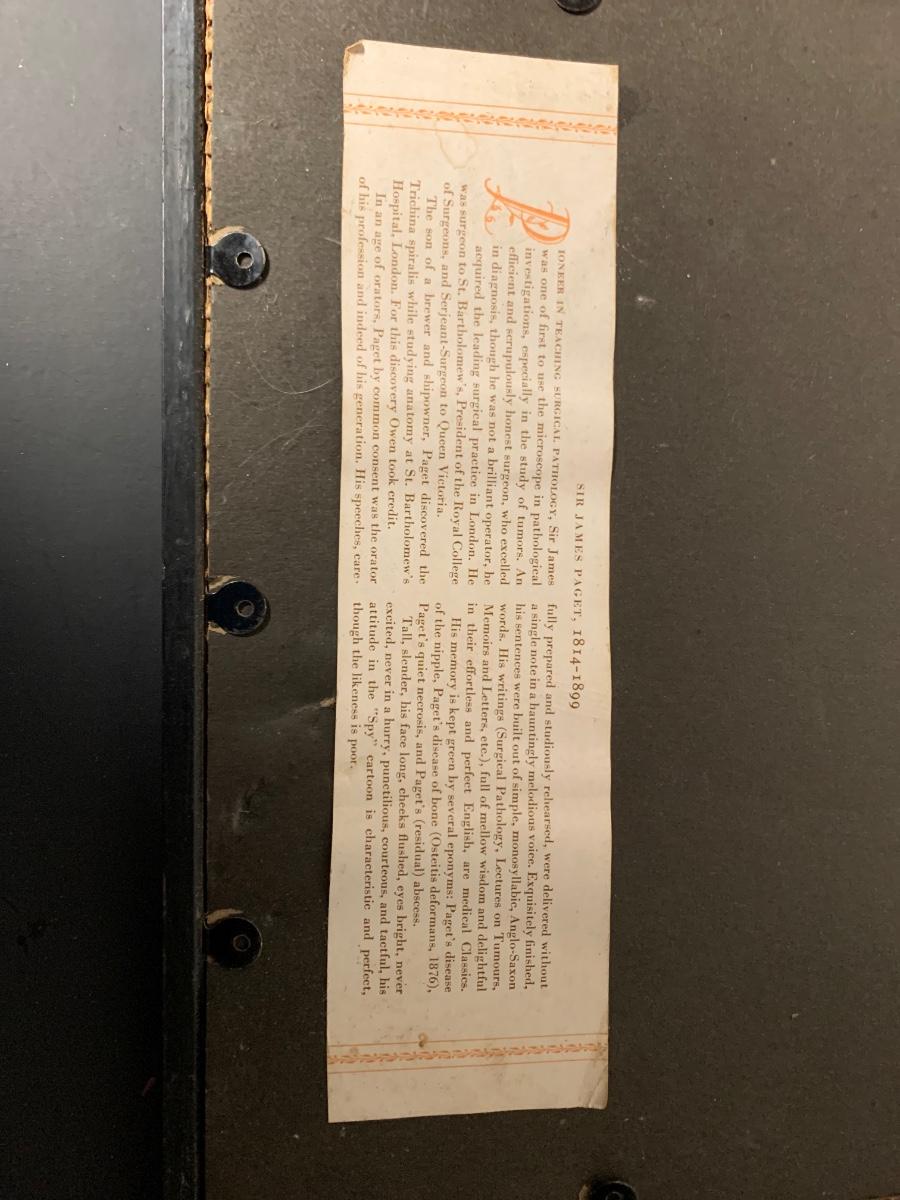 SIR JAMES PAGET, 1814-1899
PIONEER IN TEACHING SURGICAL PATHOLOGY, Sir James
was one of first to use the microscope in pathological
investigations, especially in the study of tumors. An
efficient and scrupulously honest surgeon, who excelled
in diagnosis, though he was not a brilliant operator, he
acquired the leading surgical practice in London. He
was surgeon to St. Bartholomew's, President of the Royal College
of Surgeons, and Serjeant-Surgeon to Queen Victoria.
The son of a brewer and shipowner, Paget discovered the
Trichina spiralis while studying anatomy at St. Bartholomew's
Hospital, London. For this discovery Owen took credit.
In an age of orators, Paget by common consent was the orator
of his profession and indeed of his generation. His speeches, care-
fully prepared and studiously rehearsed, were delivered without
a single note in a hauntingly melodious voice. Exquisitely finished,
his sentences were built out of simple, monosyllabic, Anglo-Saxon
words. His writings (Surgical Pathology, Lectures on Tumours,
Memoirs and Letters, etc.), full of mellow wisdom and delightful
in their effortless and perfect English, are medical Classics.
His memory is kept green by several eponyms: Paget's disease
of the nipple, Paget's disease of bone (Osteitis deformans, 1876),
Paget's quiet necrosis, and Paget's (residual) abscess.
Tall, slender, his face long, cheeks flushed, eyes bright, never
excited, never in a hurry, punctilious, courteous, and tactful, his
attitude in the "Spy" cartoon is characteristic and perfect,
though the likeness is poor.